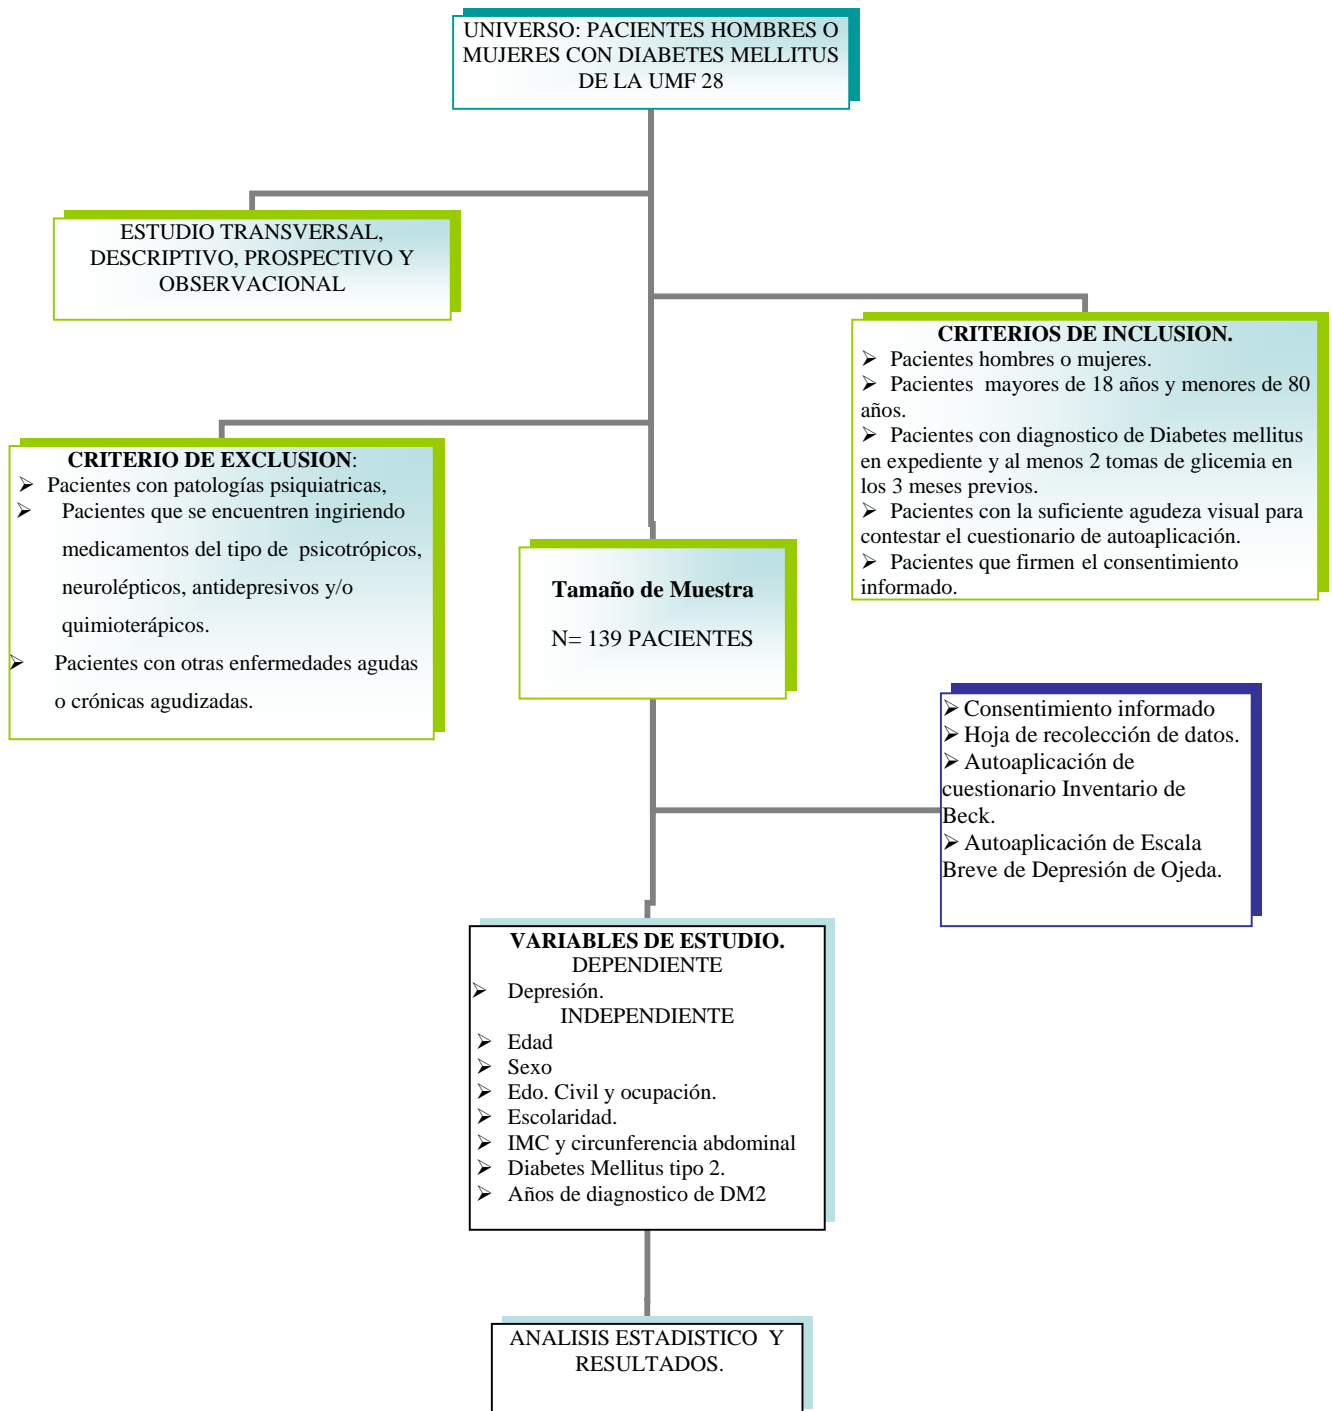 UNIVERSO: PACIENTES HOMBRES O
MUJERES CON DIABETES MELLITUS
DE LA UMF 28
ESTUDIO TRANSVERSAL,
DESCRIPTIVO, PROSPECTIVO Y
OBSERVACIONAL
CRITERIOS DE INCLUSION.
➢ Pacientes hombres o mujeres.
➢ Pacientes mayores de 18 años y menores de 80
años.
➢ Pacientes con diagnostico de Diabetes mellitus
en expediente y al menos 2 tomas de glicemia en
los 3 meses previos.
➢ Pacientes con la suficiente agudeza visual para
contestar el cuestionario de autoaplicación.
➢ Pacientes que firmen el consentimiento
informado.
CRITERIO DE EXCLUSION:
➢ Pacientes con patologías psiquiatricas,
➢ Pacientes que se encuentren ingiriendo
medicamentos del tipo de psicotrópicos,
neurolépticos, antidepresivos y/o
quimioterápicos.
➢ Pacientes con otras enfermedades agudas
o crónicas agudizadas.
Tamaño de Muestra
N= 139 PACIENTES
➢ Consentimiento informado
➢ Hoja de recolección de datos.
➢ Autoaplicación de
cuestionario Inventario de
Beck.
➢ Autoaplicación de Escala
Breve de Depresión de Ojeda.
VARIABLES DE ESTUDIO.
DEPENDIENTE
➢ Depresión.
INDEPENDIENTE
➢ Edad
➢ Sexo
➢ Edo. Civil y ocupación.
➢ Escolaridad.
➢ IMC y circunferencia abdominal
➢ Diabetes Mellitus tipo 2.
➢ Años de diagnostico de DM2
ANALISIS ESTADISTICO Y
RESULTADOS.